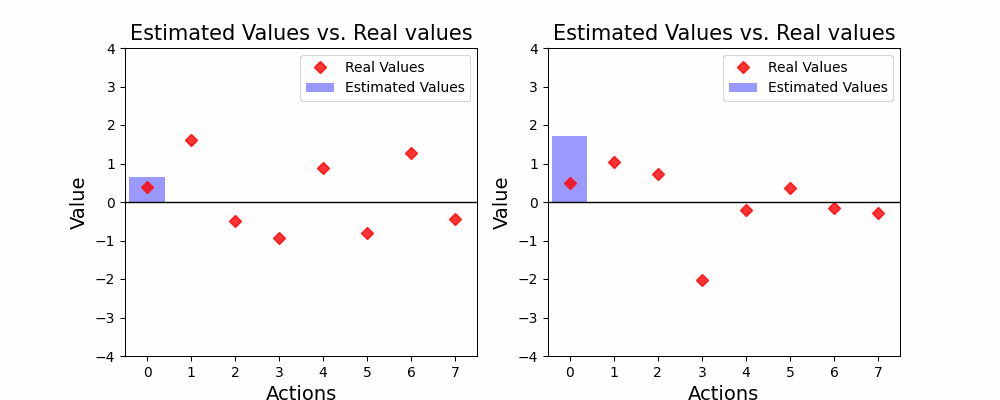 Estimated Values vs. Real values
4
3
2
1
0
−1
−2
−3
−4
Value
Real Values
Estimated Values
0 1 2 3 4 5 6 7
Actions
Estimated Values vs. Real values
4
3
2
1
0
−1
−2
−3
−4
Value
Real Values
Estimated Values
0 1 2 3 4 5 6 7
Actions